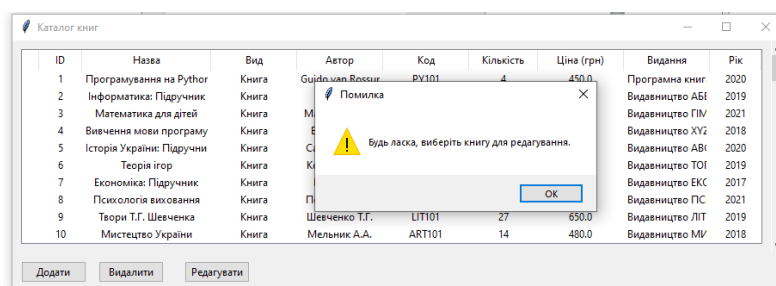 Каталог книг
ID Назва Вид Автор Код Кількість Ціна (грн) Видання Рік
1 Програмування на Python Книга Guido van Rossur PY101 4 450.0 Програмна книг 2020
2 Інформатика: Підручник Книга Видавництво АБЕ 2019
3 Математика для дітей Книга Видавництво ГІМ 2021
4 Вивчення мови програму Книга Видавництво XYZ 2018
5 Історія України: Підручни Книга Видавництво АВС 2020
6 Теорія ігор Книга Видавництво ТОГ 2019
7 Економіка: Підручник Книга Видавництво ЕКС 2017
8 Психологія виховання Книга Видавництво ПС 2021
9 Твори Т.Г. Шевченка Книга Шевченко Т.Г. LIT101 27 650.0 Видавництво ЛІТ 2019
10 Мистецтво України Книга Мельник А.А. ART101 14 480.0 Видавництво МИ 2018
Помилка
Будь ласка, виберіть книгу для редагування.
OK
Додати Видалити Редагувати